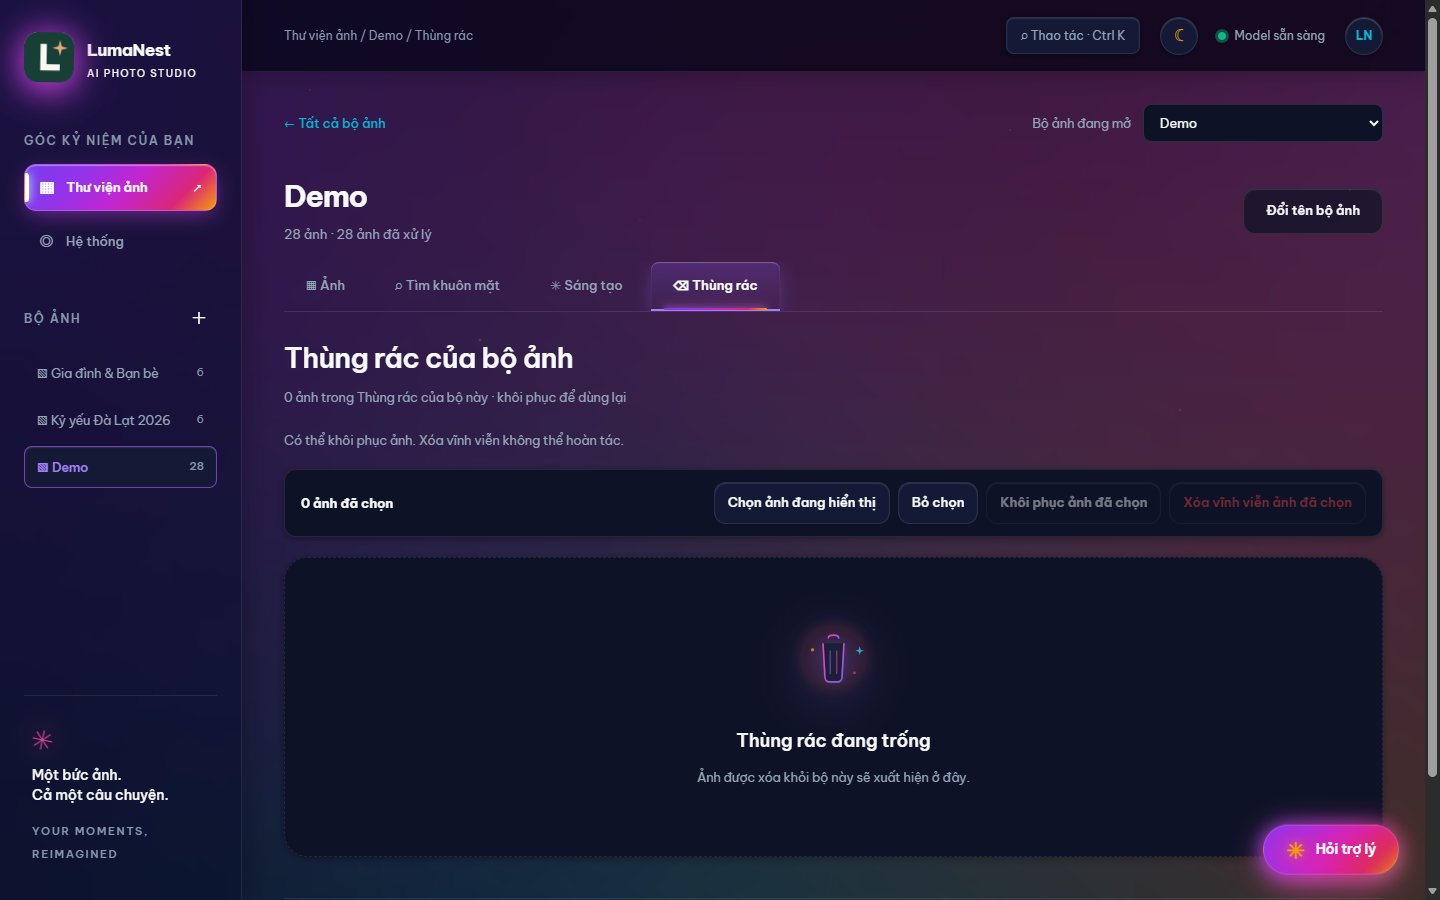 LumaNest
AI PHOTO STUDIO
GÓC KỶ NIỆM CỦA BẠN
Thư viện ảnh
Hệ thống
BỘ ẢNH
Gia đình & Bạn bè 6
Kỷ yếu Đà Lạt 2026 6
Demo 28
Một bức ảnh.
Cả một câu chuyện.
YOUR MOMENTS,
REIMAGINED
Thư viện ảnh / Demo / Thùng rác
Thao tác · Ctrl K
Model sẵn sàng
LN
← Tất cả bộ ảnh
Bộ ảnh đang mở
Demo
Demo
28 ảnh · 28 ảnh đã xử lý
Đổi tên bộ ảnh
Ảnh
Tìm khuôn mặt
Sáng tạo
Thùng rác
Thùng rác của bộ ảnh
0 ảnh trong Thùng rác của bộ này · khôi phục để dùng lại
Có thể khôi phục ảnh. Xóa vĩnh viễn không thể hoàn tác.
0 ảnh đã chọn
Chọn ảnh đang hiển thị
Bỏ chọn
Khôi phục ảnh đã chọn
Xóa vĩnh viễn ảnh đã chọn
Thùng rác đang trống
Ảnh được xóa khỏi bộ này sẽ xuất hiện ở đây.
Hỏi trợ lý